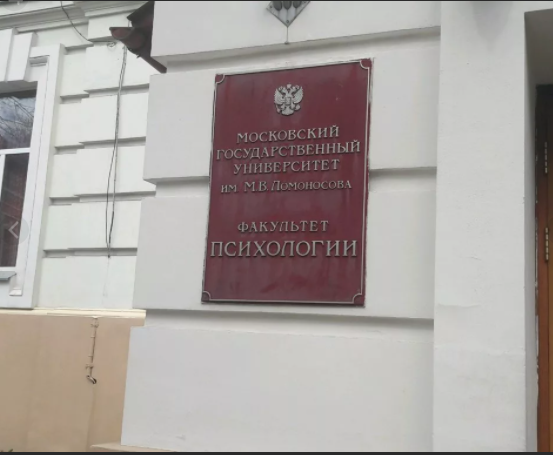 МОСКОВСКИЙ
ГОСУДАРСТВЕННЫЙ
УНИВЕРСИТЕТ
ИМ. М.В. ЛОМОНОСОВА
ФАКУЛЬТЕТ
ПСИХОЛОГИИ